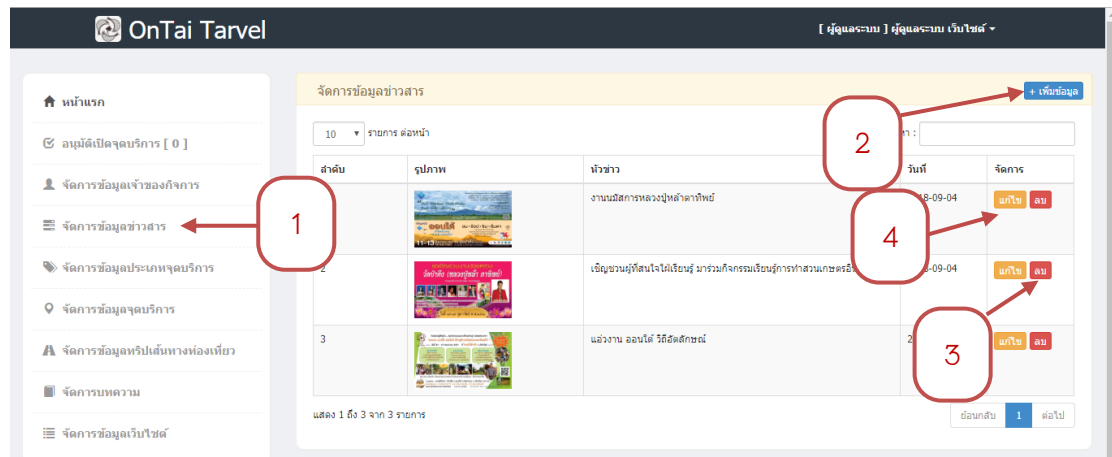 OnTai Tarvel
[ ผู้ดูแลระบบ ] ผู้ดูแลระบบ เว็บไซต์
หน้าแรก
อนุมัติเปิดจุดบริการ [ 0 ]
จัดการข้อมูลเจ้าของกิจการ
จัดการข้อมูลข่าวสาร
จัดการข้อมูลประเภทจุดบริการ
จัดการข้อมูลจุดบริการ
จัดการข้อมูลทริปเส้นทางท่องเที่ยว
จัดการบทความ
จัดการข้อมูลเว็บไซต์
1
จัดการข้อมูลข่าวสาร
+ เพิ่มข้อมูล
2
10 รายการ ต่อหน้า
ลำดับ รูปภาพ หัวข่าว วันที่ จัดการ
งานนมัสการหลวงปู่หล้าตาทิพย์ 8-09-04 แก้ไข ลบ
ออนใต้
11-13
4
2 เชิญชวนผู้ที่สนใจใฝ่เรียนรู้ มาร่วมกิจกรรมเรียนรู้การทำสวนเกษตรอิ -09-04 แก้ไข ลบ
3 แอ่วงาน ออนใต้ วิถีอัตลักษณ์ 2 แก้ไข ลบ
3
แสดง 1 ถึง 3 จาก 3 รายการ
ย้อนกลับ 1 ต่อไป